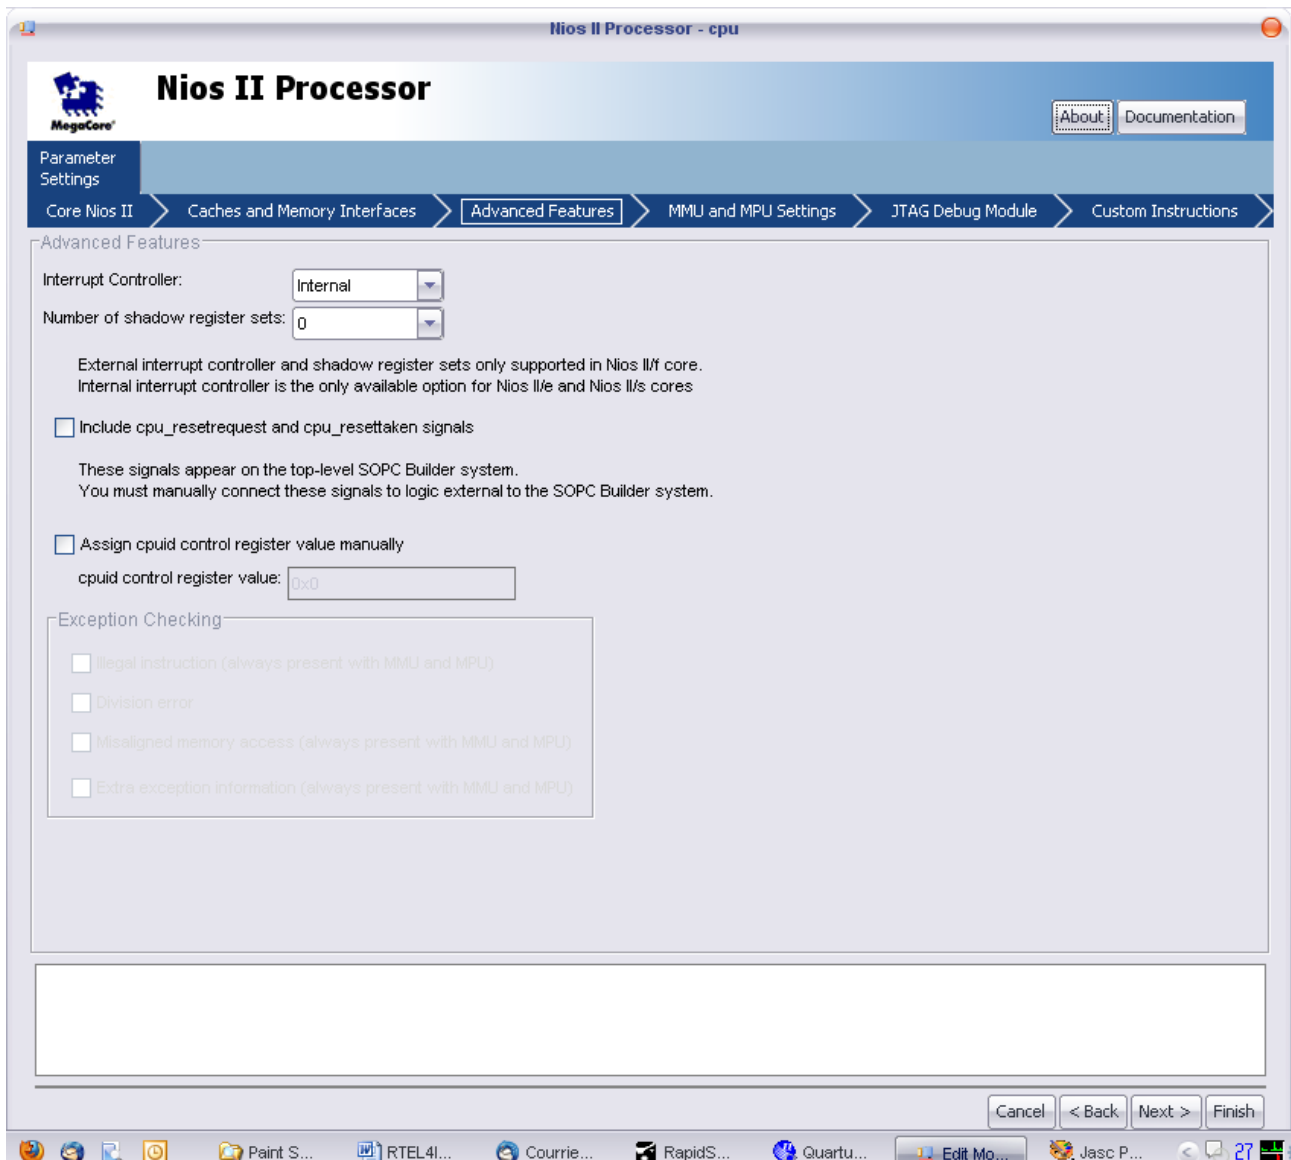 Nios II Processor - cpu
Nios II Processor
MegaCore®
About
Documentation
Parameter
Settings
Core Nios II
Caches and Memory Interfaces
Advanced Features
MMU and MPU Settings
JTAG Debug Module
Custom Instructions
Advanced Features
Interrupt Controller:
Internal
Number of shadow register sets:
0
External interrupt controller and shadow register sets only supported in Nios II/f core.
Internal interrupt controller is the only available option for Nios II/e and Nios II/s cores
Include cpu_resetrequest and cpu_resettaken signals
These signals appear on the top-level SOPC Builder system.
You must manually connect these signals to logic external to the SOPC Builder system.
Assign cpuid control register value manually
cpuid control register value:
0x0
Exception Checking
Illegal instruction (always present with MMU and MPU)
Division error
Misaligned memory access (always present with MMU and MPU)
Extra exception information (always present with MMU and MPU)
Cancel
< Back
Next >
Finish
Paint S...
RTEL4I...
Courrie...
RapidS...
Quartu...
Edit Mo...
Jasc P...
27